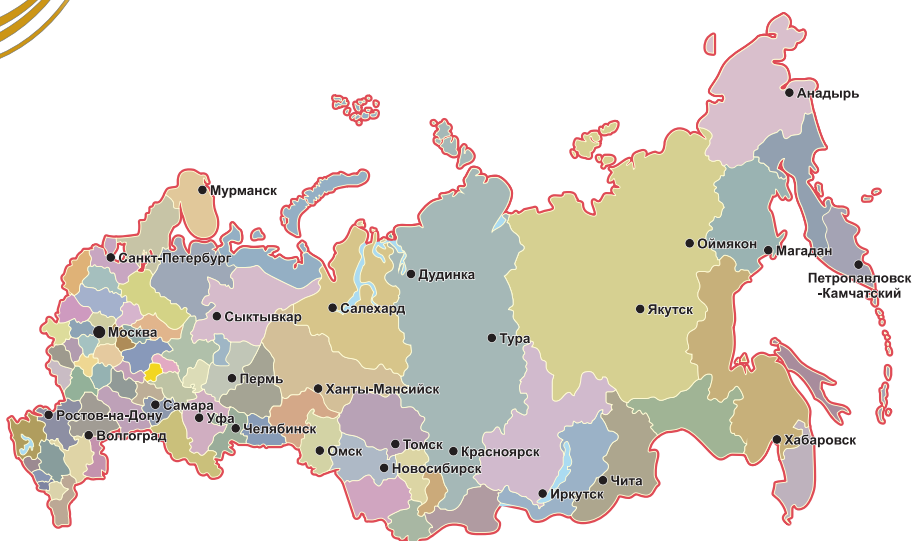 Анадырь
Мурманск
Оймякон
Магадан
Санкт-Петербург
Дудинка
Петропавловск
-Камчатский
Салехард
Якутск
Сыктывкар
Москва
Тура
Пермь
Ханты-Мансийск
Самара
Ростов-на-Дону
Уфа
Челябинск
Волгоград
Хабаровск
Томск
Омск
Красноярск
Новосибирск
Чита
Иркутск